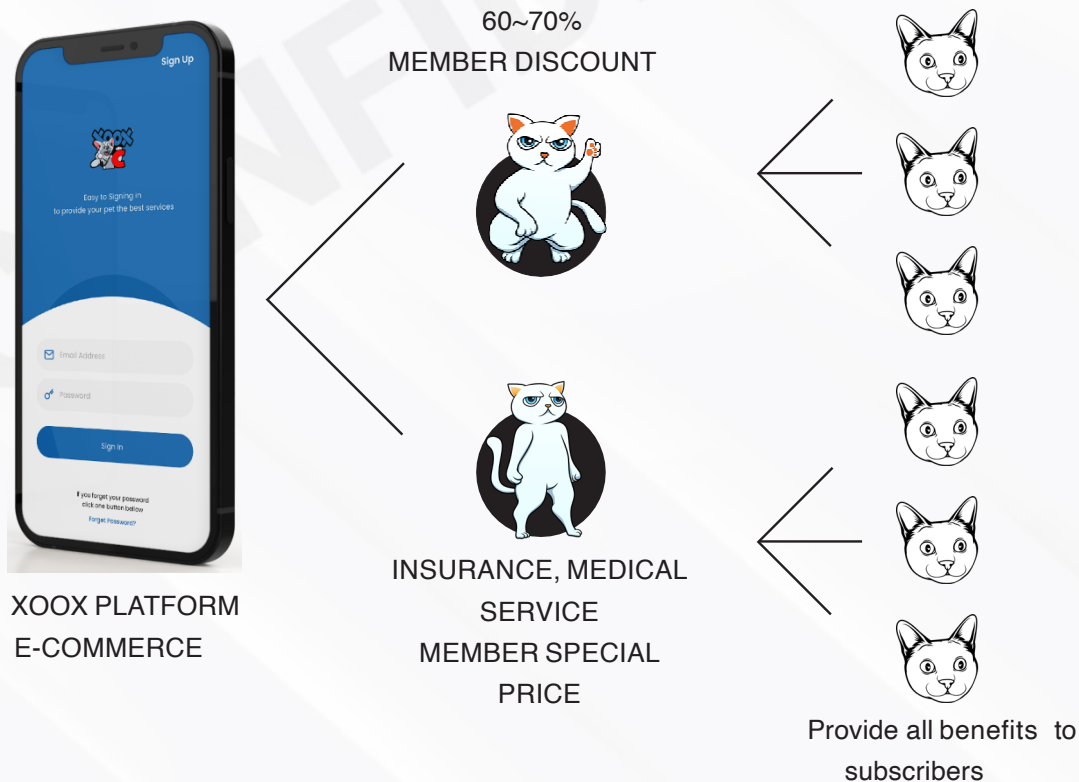 60~70%
MEMBER DISCOUNT
Sign Up
XOOX
C
Easy to Signing in
to provide your pet the best services
Email Address
Password
Sign In
If you forget your password
click one button bellow
Forget Password?
XOOX PLATFORM
E-COMMERCE
INSURANCE, MEDICAL
SERVICE
MEMBER SPECIAL
PRICE
Provide all benefits to
subscribers